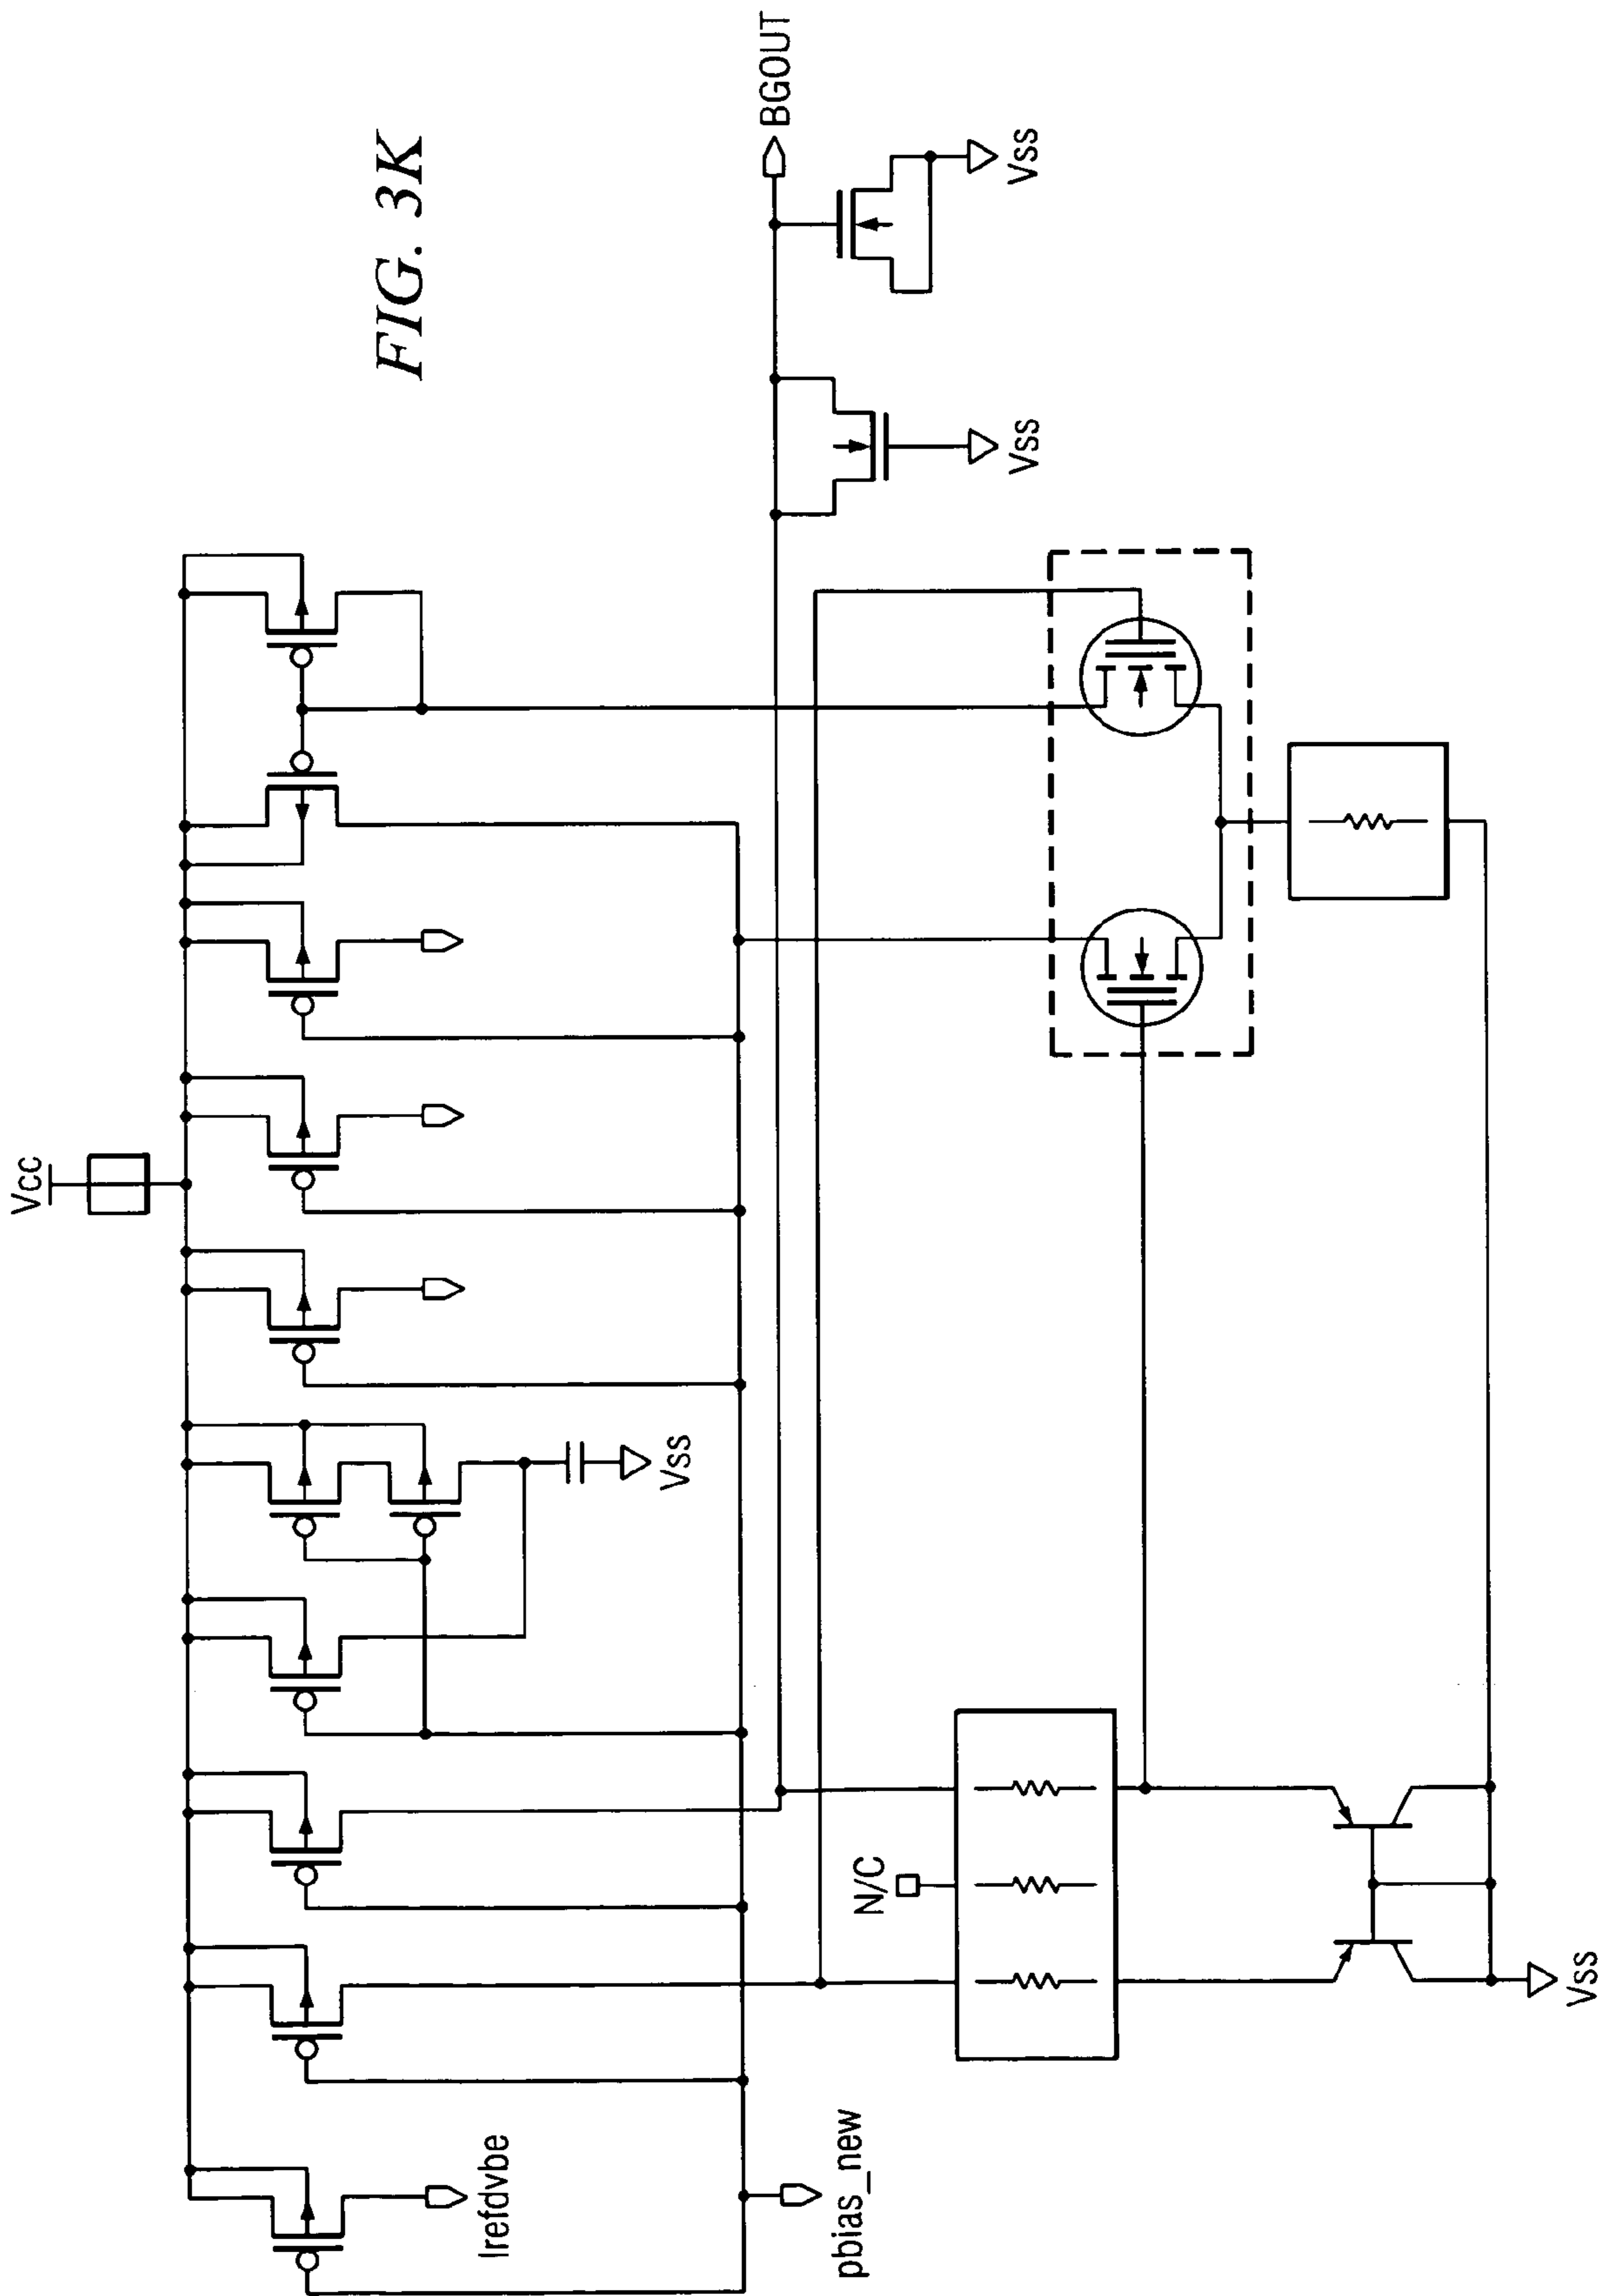 FIG. 3K
Vcc
BGOUT
Vss
Vss
Vss
N/C
Irefdvbe
pbias_new
Vss